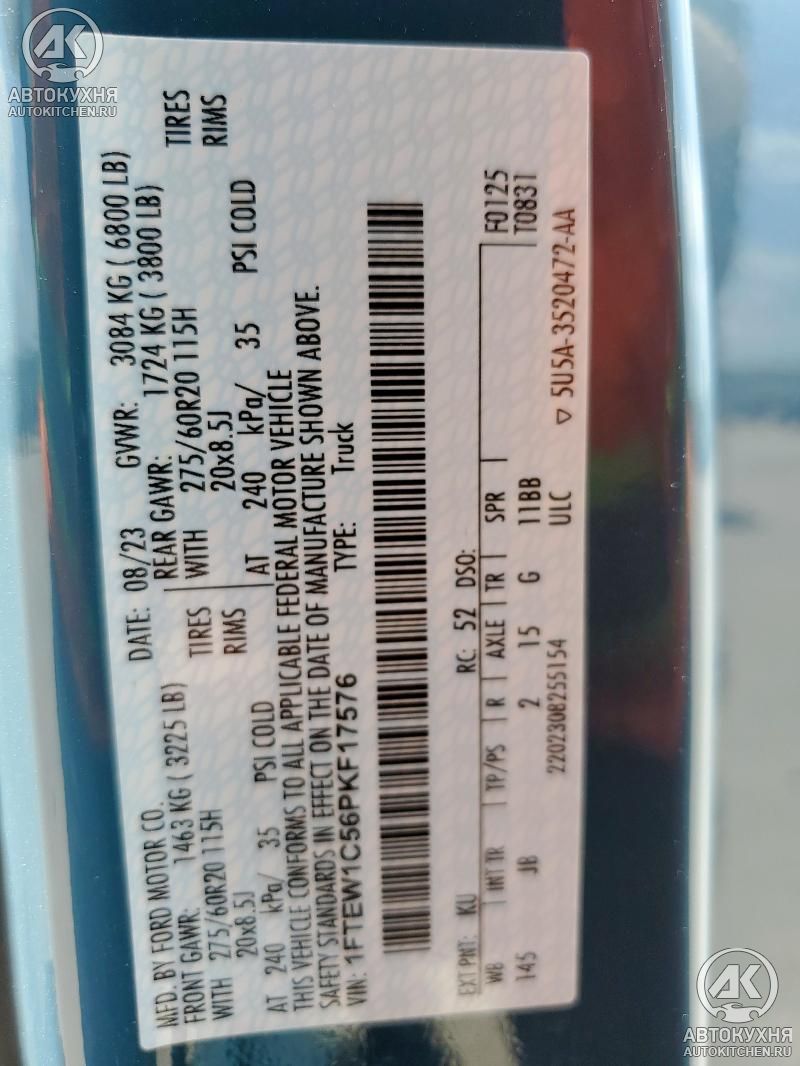 AK
АВТОКУХНЯ
AUTOKITCHEN.RU
MFD. BY FORD MOTOR CO.
DATE: 08/23 GVWR: 3084 KG ( 6800 LB)
FRONT GAWR: 1463 KG ( 3225 LB)
REAR GAWR: 1724 KG ( 3800 LB)
WITH 275/60R20 115H TIRES
WITH 275/60R20 115H TIRES
20x8.5J RIMS
20x8.5J RIMS
AT 240 kPa/ 35 PSI COLD
AT 240 kPa/ 35 PSI COLD
THIS VEHICLE CONFORMS TO ALL APPLICABLE FEDERAL MOTOR VEHICLE
SAFETY STANDARDS IN EFFECT ON THE DATE OF MANUFACTURE SHOWN ABOVE.
VIN: 1FTEW1C56PKF17576 TYPE: Truck
EXT PNT: KU RC: 52 DSO:
F0125
T0831
WB INT TR TP/PS R AXLE TR SPR
145 JB 2 15 G 11BB
ULC
2202308255154
▽ 5U5A-3520472-AA
AK
АВТОКУХНЯ
AUTOKITCHEN.RU